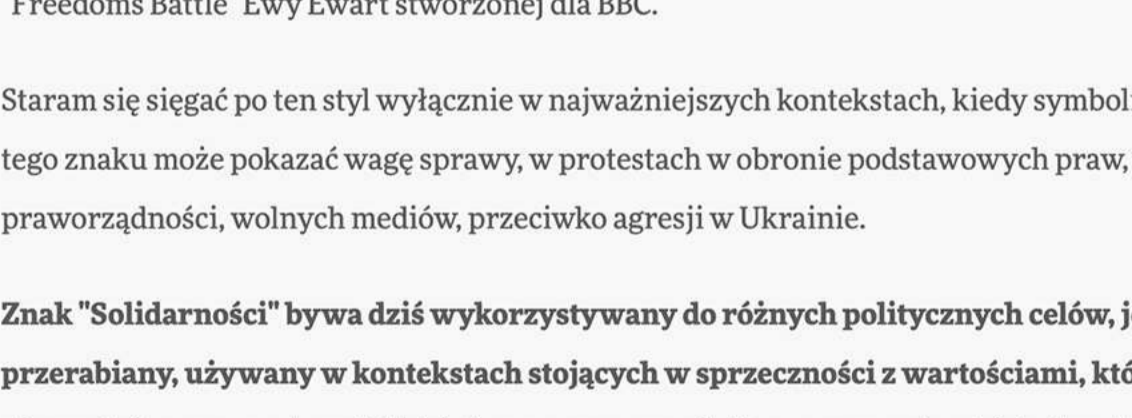 "Freedoms Battle" Ewy Ewart stworzonej dla BBC.
Staram się sięgać po ten styl wyłącznie w najważniejszych kontekstach, kiedy
tego znaku może pokazać wagę sprawy, w protestach w obronie podstawowych praw,
praworządności, wolnych mediów, przeciwko agresji w Ukrainie.
Znak "Solidarności" bywa dziś wykorzystywany do różnych politycznych celów,
przerabiany, używany w kontekstach stojących w sprzeczności z wartościami,